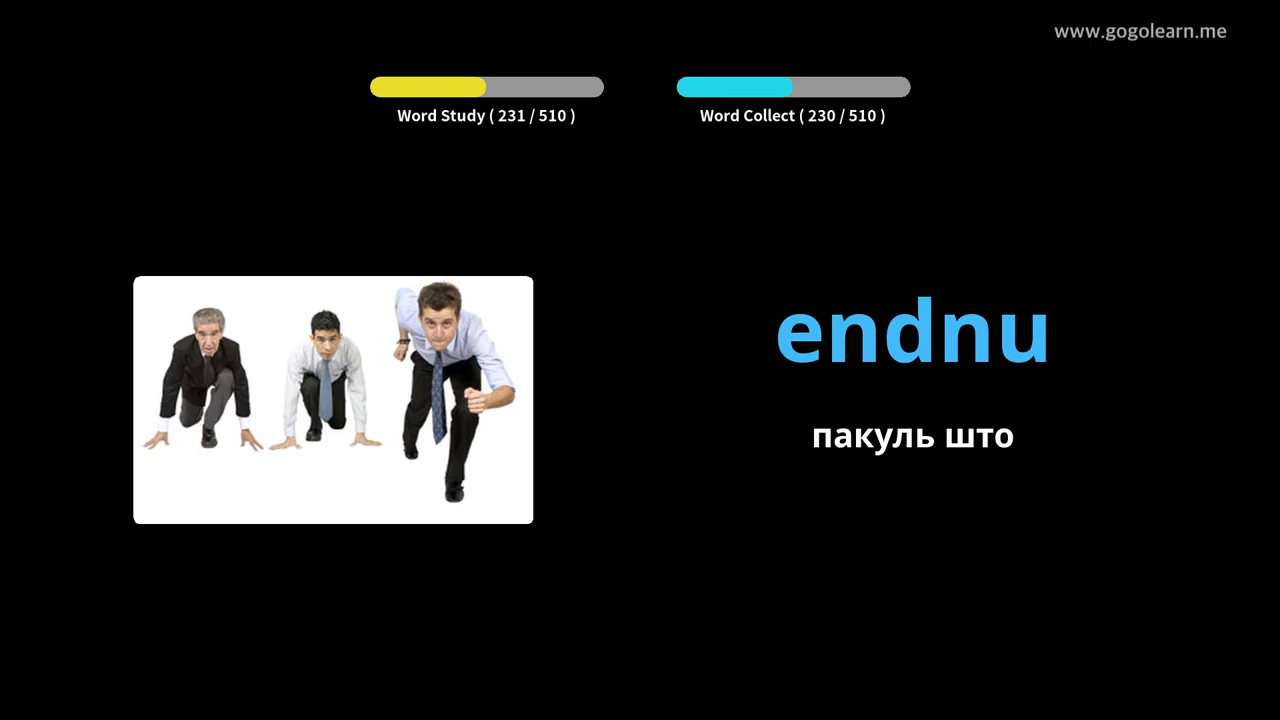 www.gogolearn.me
Word Study ( 231 / 510 )
Word Collect ( 230 / 510 )
endnu
пакуль што